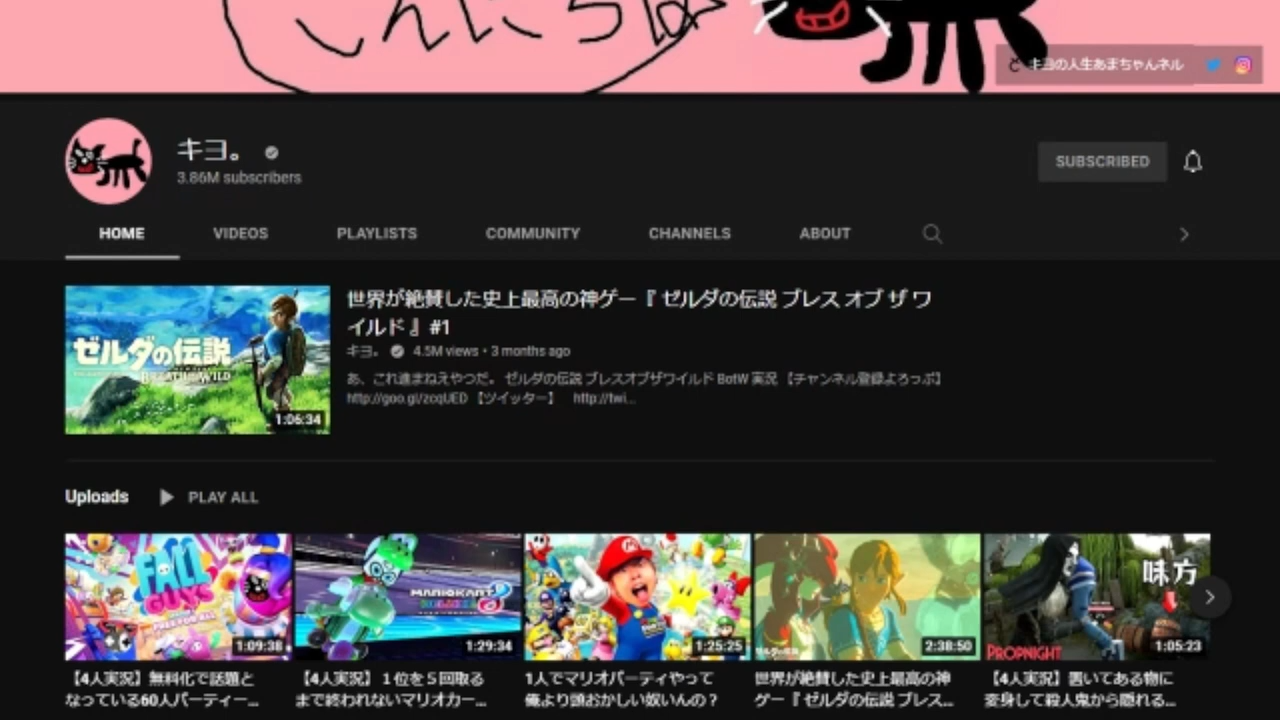 こんにちは
キヨの人生あまちゃんネル
キヨ。
3.86M subscribers
SUBSCRIBED
HOME
VIDEOS
PLAYLISTS
COMMUNITY
CHANNELS
ABOUT
ゼルダの伝説
BREATH OF THE WILD
1:06:34
世界が絶賛した史上最高の神ゲー『 ゼルダの伝説 ブレス オブ ザ ワ
イルド 』#1
キヨ。 4.5M views • 3 months ago
あ、これ進まねえやつだ。 ゼルダの伝説 ブレスオブザワイルド BotW 実況 【チャンネル登録よろっぷ】
http://goo.gl/zcqUED 【ツイッター】 http://twi...
Uploads
PLAY ALL
FALL GUYS
FREE FOR ALL
1:09:38
MARIOKART 8
1:29:34
1:25:25
2:38:50
味方
PROPNIGHT
1:05:23
【4人実況】無料化で話題と
なっている60人パーティー...
【4人実況】１位を５回取る
まで終われないマリオカー...
1人でマリオパーティやって
俺より頭おかしい奴いんの？
世界が絶賛した史上最高の神
ゲー『 ゼルダの伝説 ブレス...
【4人実況】置いてある物に
変身して殺人鬼から隠れる...